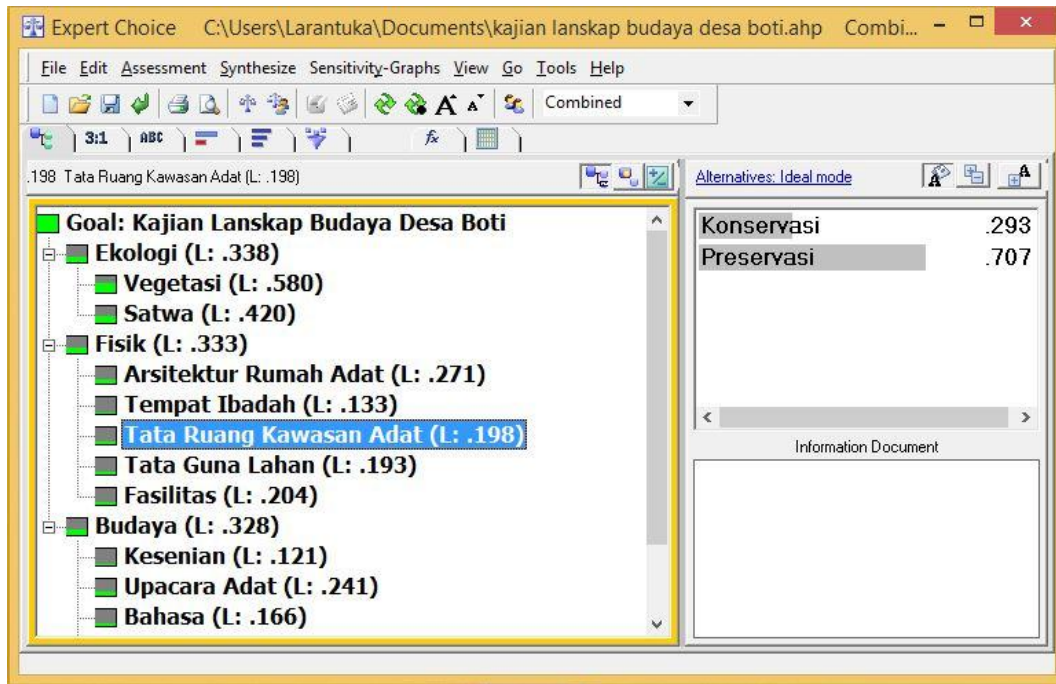 Expert Choice C:\Users\Larantuka\Documents\kajian lanskap budaya desa boti.ahp Combi...
File Edit Assessment Synthesize Sensitivity-Graphs View Go Tools Help
A A Combined
3:1 ABC fx
.198 Tata Ruang Kawasan Adat (L: .198)
Alternatives: Ideal mode A A
Goal: Kajian Lanskap Budaya Desa Boti
Ekologi (L: .338)
Vegetasi (L: .580)
Satwa (L: .420)
Fisik (L: .333)
Arsitektur Rumah Adat (L: .271)
Tempat Ibadah (L: .133)
Tata Ruang Kawasan Adat (L: .198)
Tata Guna Lahan (L: .193)
Fasilitas (L: .204)
Budaya (L: .328)
Kesenian (L: .121)
Upacara Adat (L: .241)
Bahasa (L: .166)
Konservasi .293
Preservasi .707
Information Document